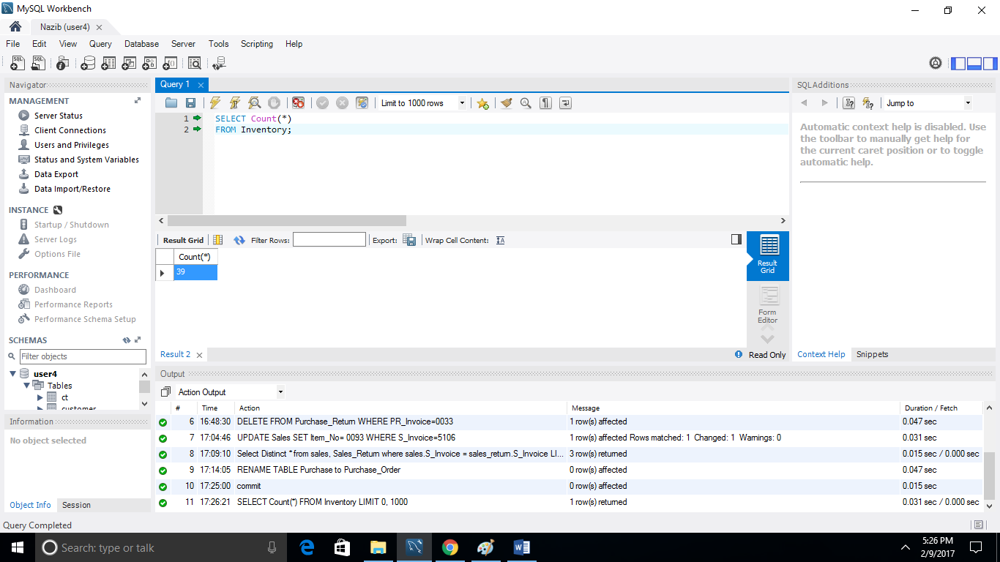 MySQL Workbench
Nazib (user4)
File Edit View Query Database Server Tools Scripting Help
Navigator
MANAGEMENT
Server Status
Client Connections
Users and Privileges
Status and System Variables
Data Export
Data Import/Restore
INSTANCE
Startup / Shutdown
Server Logs
Options File
PERFORMANCE
Dashboard
Performance Reports
Performance Schema Setup
SCHEMAS
Filter objects
user4
Tables
ct
customer
Information
No object selected
Object Info Session
Query Completed
Query 1
Limit to 1000 rows
1 SELECT Count(*)
2 FROM Inventory;
Result Grid Filter Rows: Export: Wrap Cell Content:
Count(*)
39
Result Grid
Form Editor
Result 2 Read Only
SQLAdditions
Jump to
Automatic context help is disabled. Use
the toolbar to manually get help for
the current caret position or to toggle
automatic help.
Context Help Snippets
Output
Action Output
# Time Action Message Duration / Fetch
6 16:48:30 DELETE FROM Purchase_Return WHERE PR_Invoice=0033 1 row(s) affected 0.047 sec
7 17:04:46 UPDATE Sales SET Item_No= 0093 WHERE S_Invoice=5106 1 row(s) affected Rows matched: 1 Changed: 1 Warnings: 0 0.031 sec
8 17:09:10 Select Distinct * from sales, Sales_Return where sales.S_Invoice = sales_return.S_Invoice LI... 3 row(s) returned 0.015 sec / 0.000 sec
9 17:14:05 RENAME TABLE Purchase to Purchase_Order 0 row(s) affected 0.047 sec
10 17:25:00 commit 0 row(s) affected 0.015 sec
11 17:26:21 SELECT Count(*) FROM Inventory LIMIT 0, 1000 1 row(s) returned 0.031 sec / 0.000 sec
Search: type or talk
5:26 PM
2/9/2017